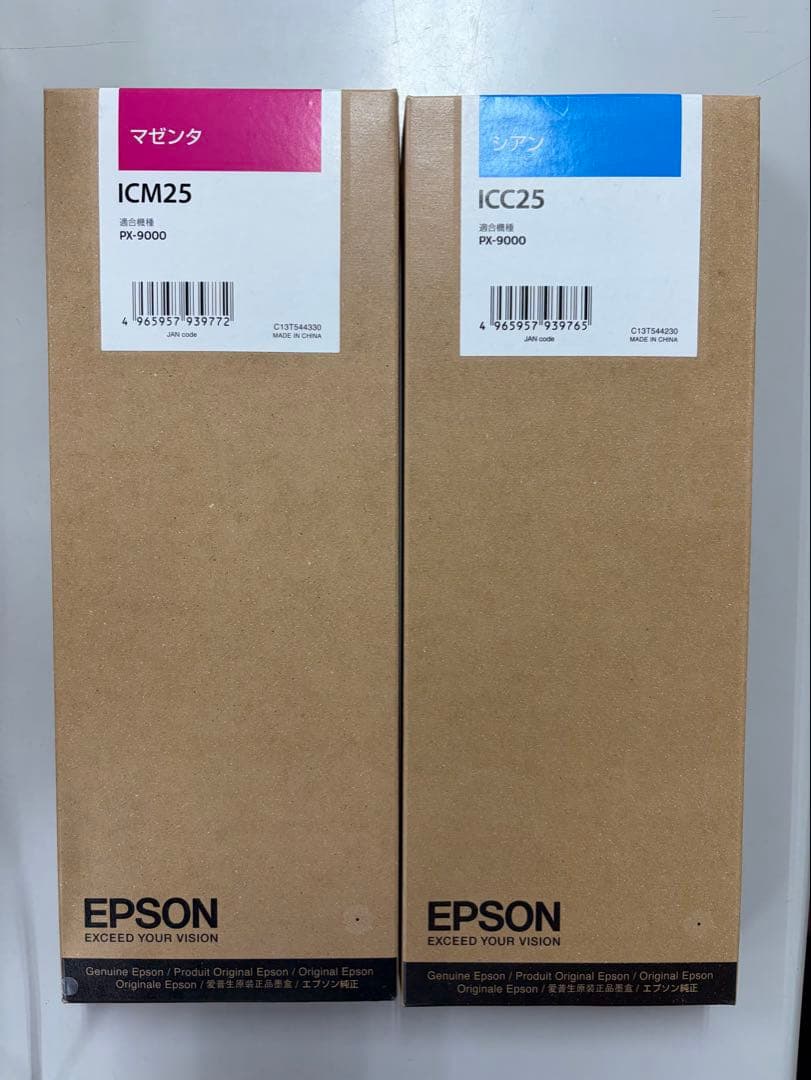 マゼンタ
ICM25
適合機種
PX-9000
4 965957 939772
JAN code
C13T544330
MADE IN CHINA
EPSON
EXCEED YOUR VISION
Genuine Epson / Produit Original Epson / Original Epson
Originale Epson / 爱普生原装正品墨盒 / エプソン純正
シアン
ICC25
適合機種
PX-9000
4 965957 939765
JAN code
C13T544230
MADE IN CHINA
EPSON
EXCEED YOUR VISION
Genuine Epson / Produit Original Epson / Original Epson
Originale Epson / 爱普生原装正品墨盒 / エプソン純正